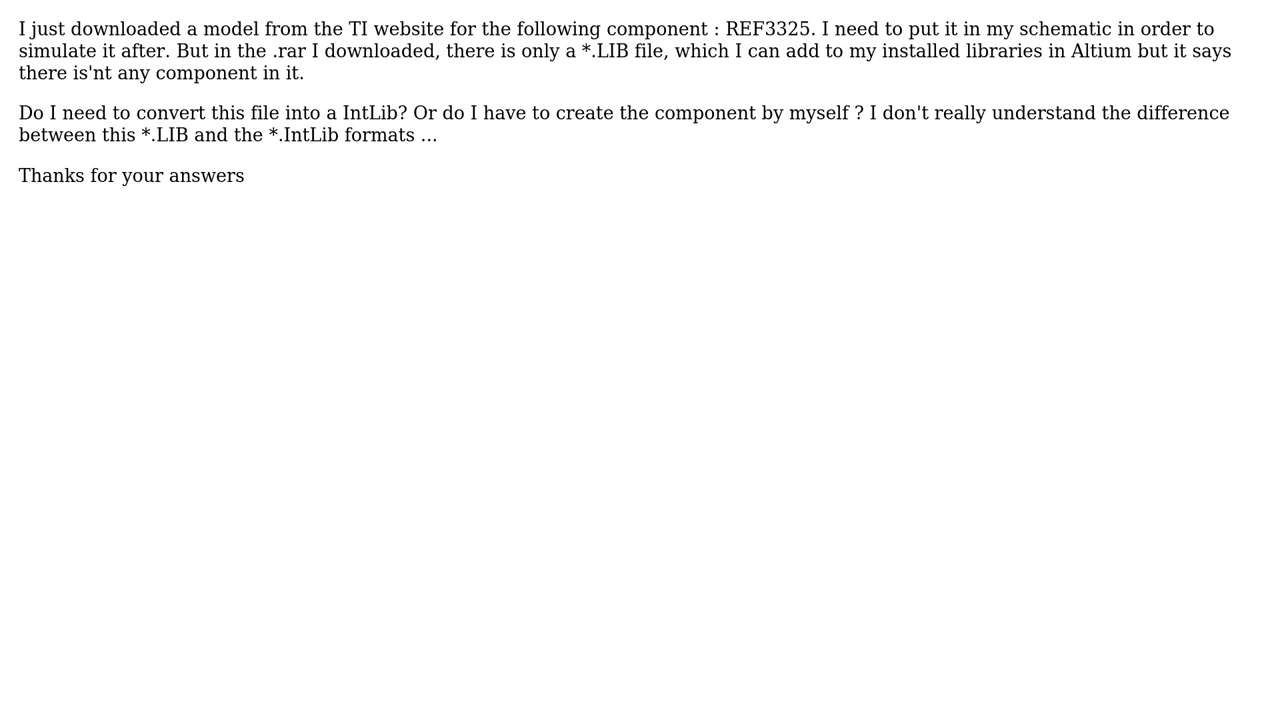 I just downloaded a model from the TI website for the following component : REF3325. I need to put it in my schematic in order to
simulate it after. But in the .rar I downloaded, there is only a *.LIB file, which I can add to my installed libraries in Altium but it says
there is'nt any component in it.
Do I need to convert this file into a IntLib? Or do I have to create the component by myself ? I don't really understand the difference
between this *.LIB and the *.IntLib formats ...
Thanks for your answers